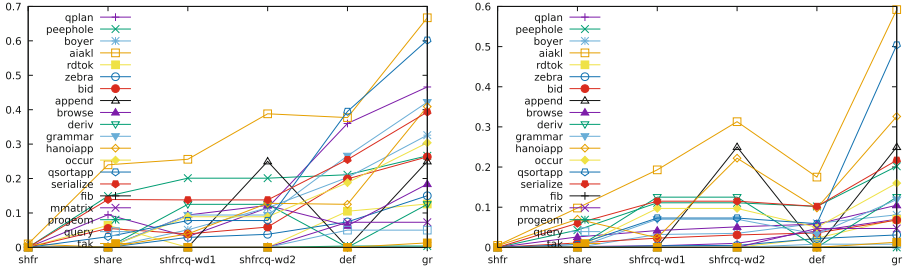 0.7
0.6
0.5
0.4
0.3
0.2
0.1
0
qplan
peephole
boyer
aiakl
rdtok
zebra
bid
append
browse
deriv
grammar
hanoiapp
occur
qsortapp
serialize
fib
mmatrix
progeom
query
tak
shfr share shfrcq-wd1 shfrcq-wd2 def gr
0.6
0.5
0.4
0.3
0.2
0.1
0
qplan
peephole
boyer
aiakl
rdtok
zebra
bid
append
browse
deriv
grammar
hanoiapp
occur
qsortapp
serialize
fib
mmatrix
progeom
query
tak
shfr share shfrcq-wd1 shfrcq-wd2 def gr